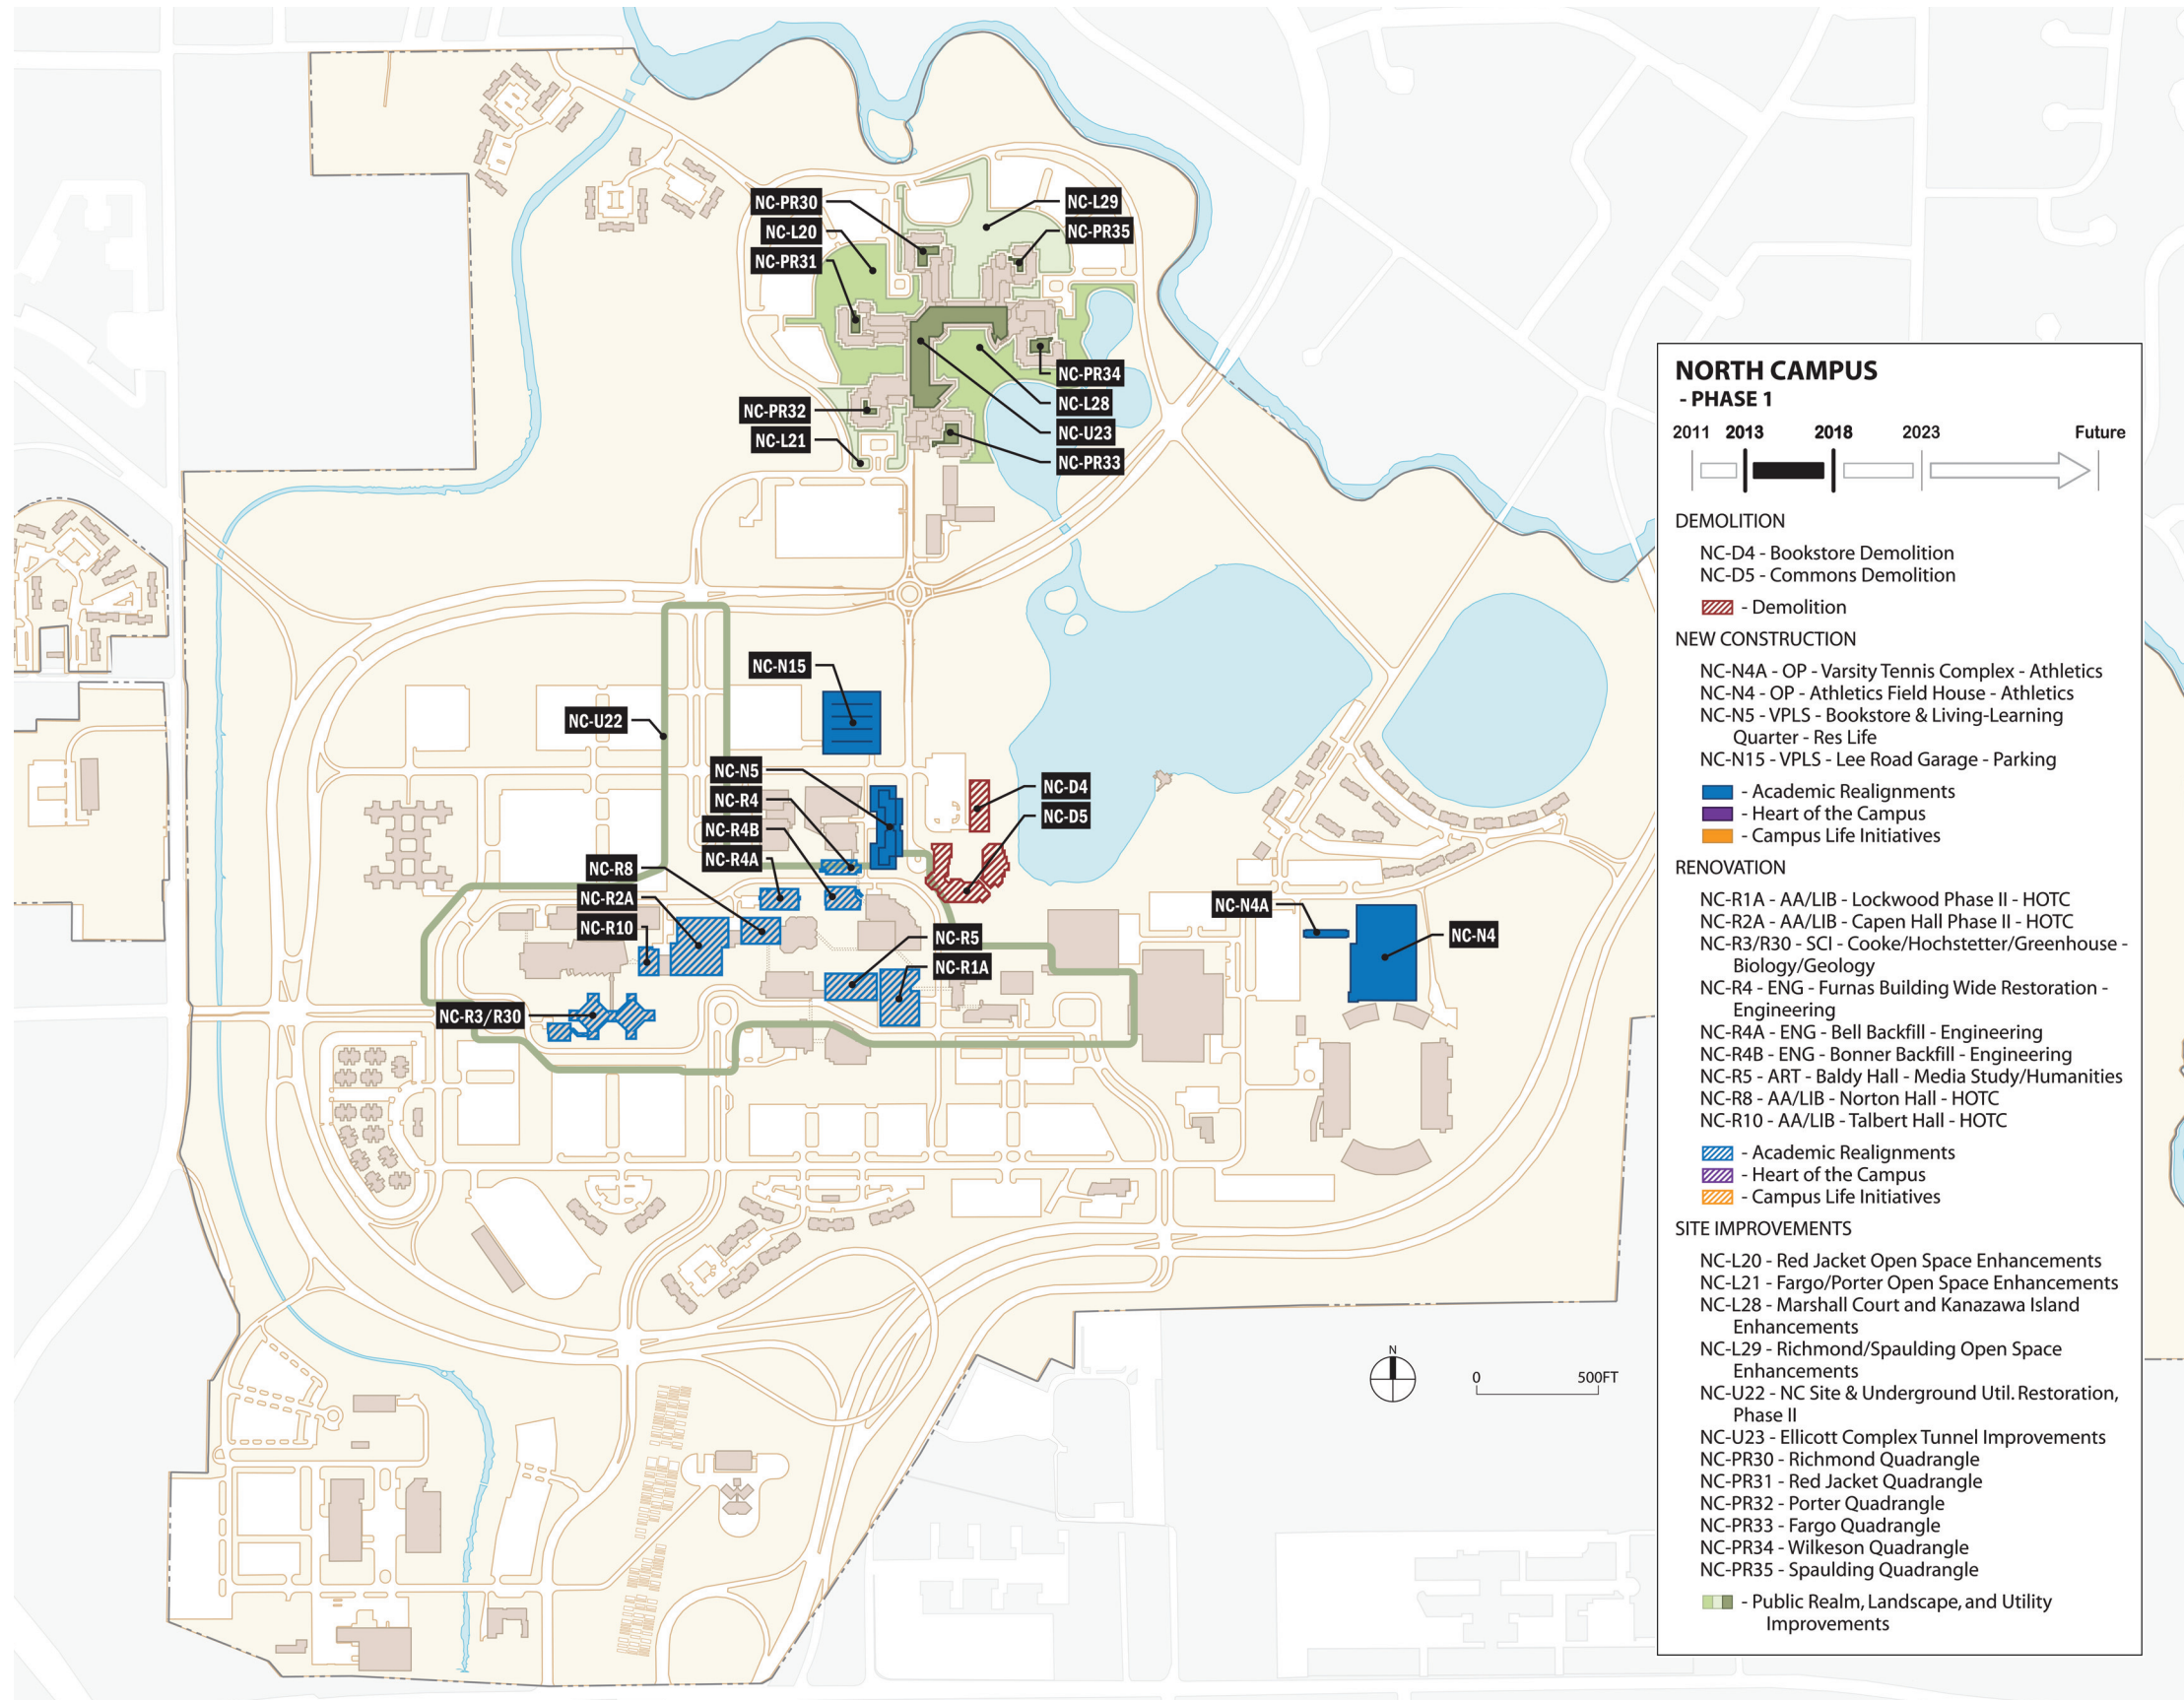 NC-PR30
NC-L20
NC-PR31
NC-L29
NC-PR35
NC-PR34
NC-L28
NC-U23
NC-PR33
NC-PR32
NC-L21
NC-N15
NC-U22
NC-N5
NC-R4
NC-R4B
NC-R4A
NC-R8
NC-R2A
NC-R10
NC-D4
NC-D5
NC-R5
NC-R1A
NC-R3/R30
NC-N4A
NC-N4
N
0 500FT
NORTH CAMPUS
- PHASE 1
2011 2013 2018 2023 Future
DEMOLITION
NC-D4 - Bookstore Demolition
NC-D5 - Commons Demolition
- Demolition
NEW CONSTRUCTION
NC-N4A - OP - Varsity Tennis Complex - Athletics
NC-N4 - OP - Athletics Field House - Athletics
NC-N5 - VPLS - Bookstore & Living-Learning
Quarter - Res Life
NC-N15 - VPLS - Lee Road Garage - Parking
- Academic Realignments
- Heart of the Campus
- Campus Life Initiatives
RENOVATION
NC-R1A - AA/LIB - Lockwood Phase II - HOTC
NC-R2A - AA/LIB - Capen Hall Phase II - HOTC
NC-R3/R30 - SCI - Cooke/Hochstetter/Greenhouse -
Biology/Geology
NC-R4 - ENG - Furnas Building Wide Restoration -
Engineering
NC-R4A - ENG - Bell Backfill - Engineering
NC-R4B - ENG - Bonner Backfill - Engineering
NC-R5 - ART - Baldy Hall - Media Study/Humanities
NC-R8 - AA/LIB - Norton Hall - HOTC
NC-R10 - AA/LIB - Talbert Hall - HOTC
- Academic Realignments
- Heart of the Campus
- Campus Life Initiatives
SITE IMPROVEMENTS
NC-L20 - Red Jacket Open Space Enhancements
NC-L21 - Fargo/Porter Open Space Enhancements
NC-L28 - Marshall Court and Kanazawa Island
Enhancements
NC-L29 - Richmond/Spaulding Open Space
Enhancements
NC-U22 - NC Site & Underground Util. Restoration,
Phase II
NC-U23 - Ellicott Complex Tunnel Improvements
NC-PR30 - Richmond Quadrangle
NC-PR31 - Red Jacket Quadrangle
NC-PR32 - Porter Quadrangle
NC-PR33 - Fargo Quadrangle
NC-PR34 - Wilkeson Quadrangle
NC-PR35 - Spaulding Quadrangle
- Public Realm, Landscape, and Utility
Improvements